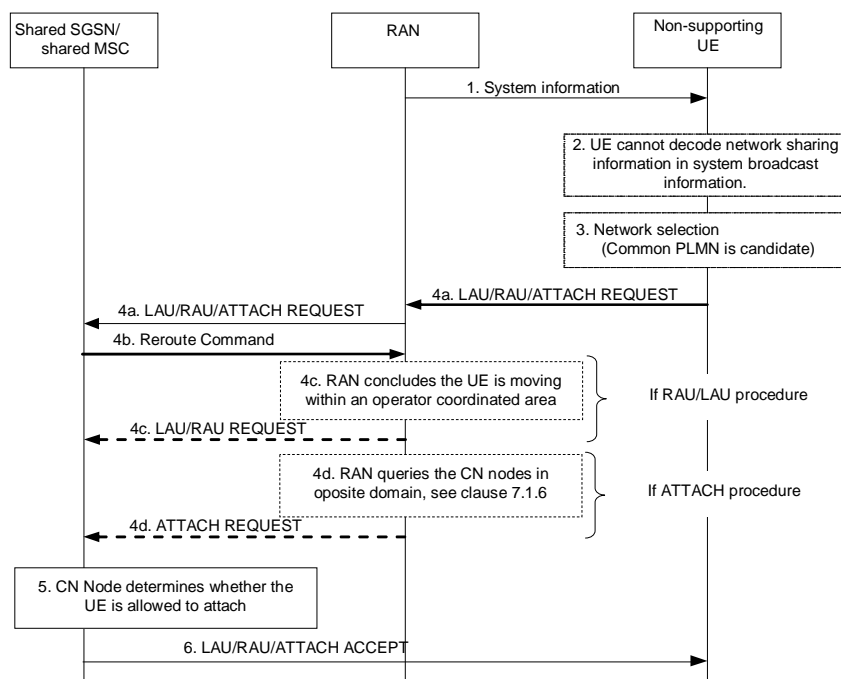 Shared SGSN/
shared MSC
RAN
Non-supporting
UE
1. System information
2. UE cannot decode network sharing
information in system broadcast
information.
3. Network selection
(Common PLMN is candidate)
4a. LAU/RAU/ATTACH REQUEST
4a. LAU/RAU/ATTACH REQUEST
4b. Reroute Command
4c. RAN concludes the UE is moving
within an operator coordinated area
If RAU/LAU procedure
4c. LAU/RAU REQUEST
4d. RAN queries the CN nodes in
oposite domain, see clause 7.1.6
If ATTACH procedure
4d. ATTACH REQUEST
5. CN Node determines whether the
UE is allowed to attach
6. LAU/RAU/ATTACH ACCEPT